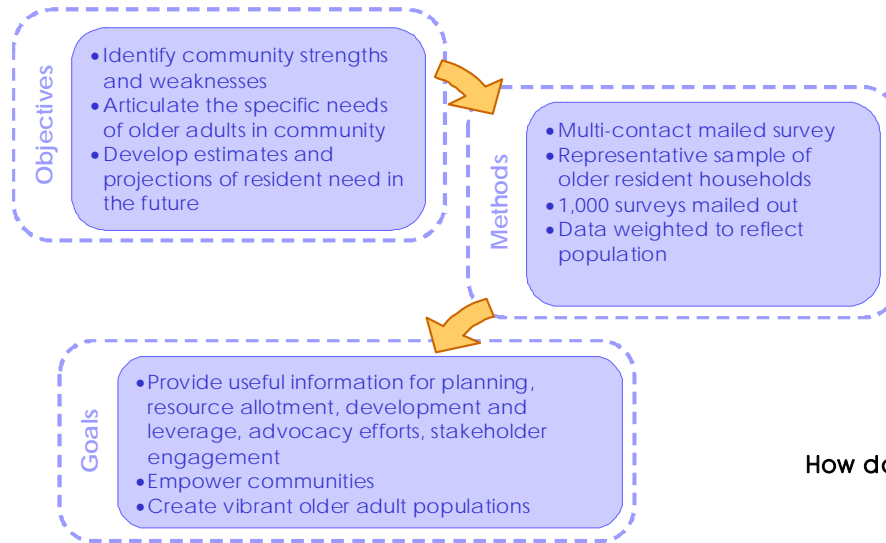 Objectives
• Identify community strengths
and weaknesses
• Articulate the specific needs
of older adults in community
• Develop estimates and
projections of resident need in
the future
Methods
• Multi-contact mailed survey
• Representative sample of
older resident households
• 1,000 surveys mailed out
• Data weighted to reflect
population
Goals
• Provide useful information for planning,
resource allotment, development and
leverage, advocacy efforts, stakeholder
engagement
• Empower communities
• Create vibrant older adult populations
How do